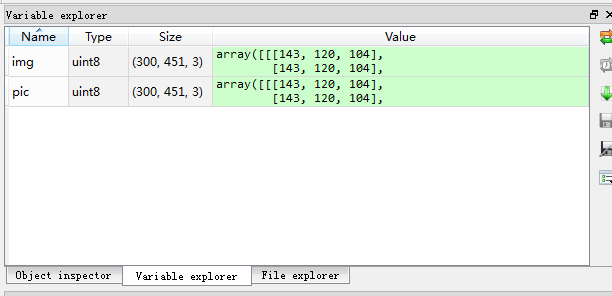 Variable explorer
Name Type Size Value
img uint8 (300, 451, 3) array([[[143, 120, 104],
[143, 120, 104],
pic uint8 (300, 451, 3) array([[[143, 120, 104],
[143, 120, 104],
Object inspector Variable explorer File explorer